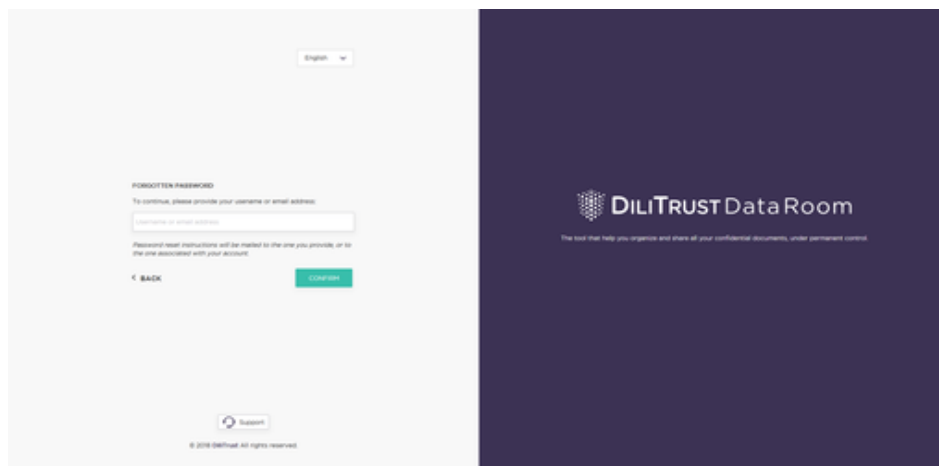 English
FORGOTTEN PASSWORD
To continue, please provide your username or email address:
Username or email address
Password reset instructions will be mailed to the one you provide, or to
the one associated with your account.
< BACK
CONFIRM
Support
© 2018 DiliTrust All rights reserved.
DILITRUST DataRoom
The tool that help you organize and share all your confidential documents, under permanent control.